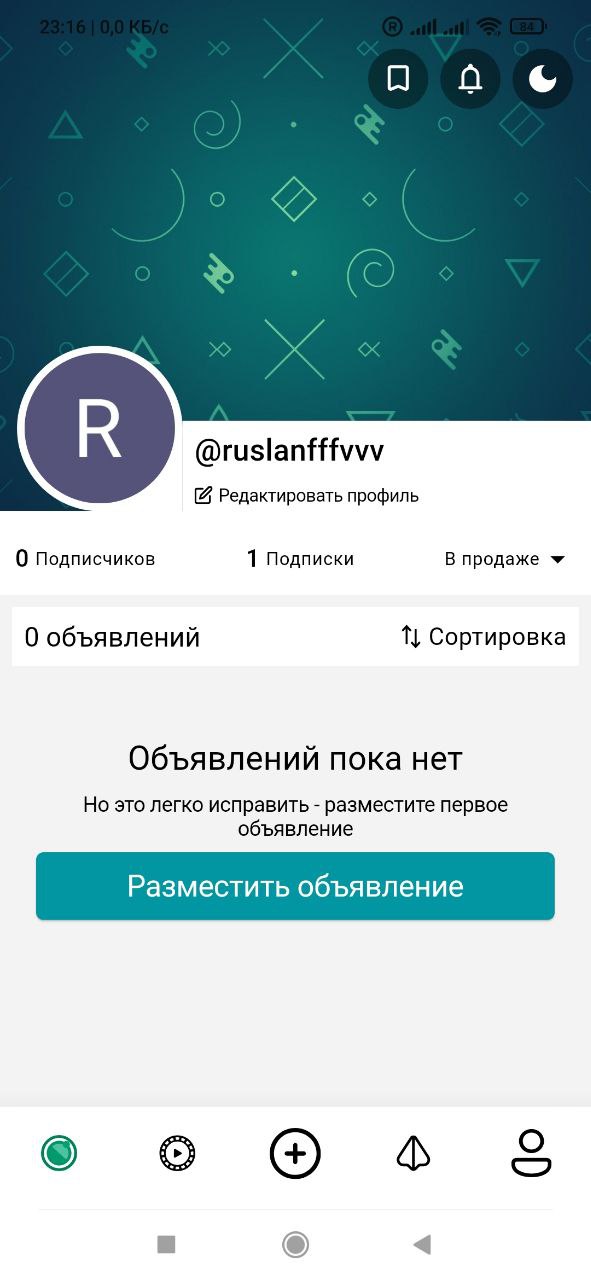 23:16 | 0,0 КБ/с
R
84
R
@ruslanfffvvv
Редактировать профиль
0 Подписчиков
1 Подписки
В продаже
0 объявлений
Сортировка
Объявлений пока нет
Но это легко исправить - разместите первое
объявление
Разместить объявление